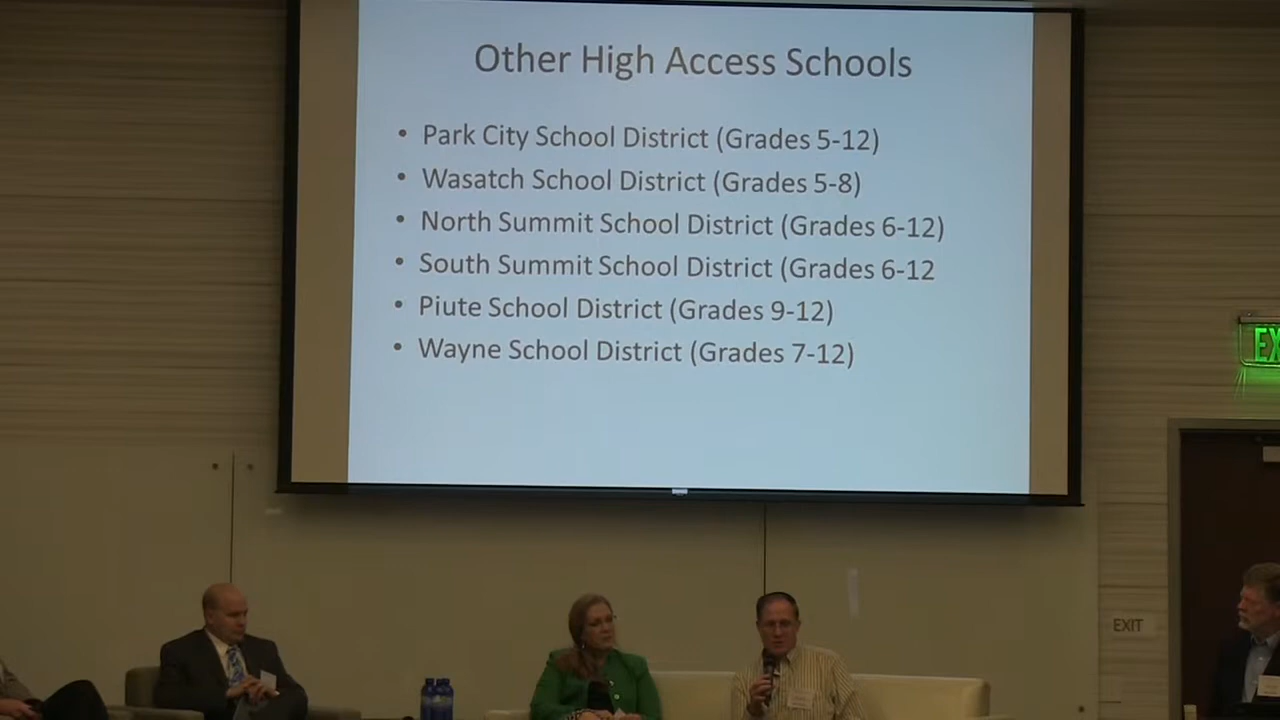 Other High Access Schools
• Park City School District (Grades 5-12)
• Wasatch School District (Grades 5-8)
• North Summit School District (Grades 6-12)
• South Summit School District (Grades 6-12
• Piute School District (Grades 9-12)
• Wayne School District (Grades 7-12)
EX
EXIT